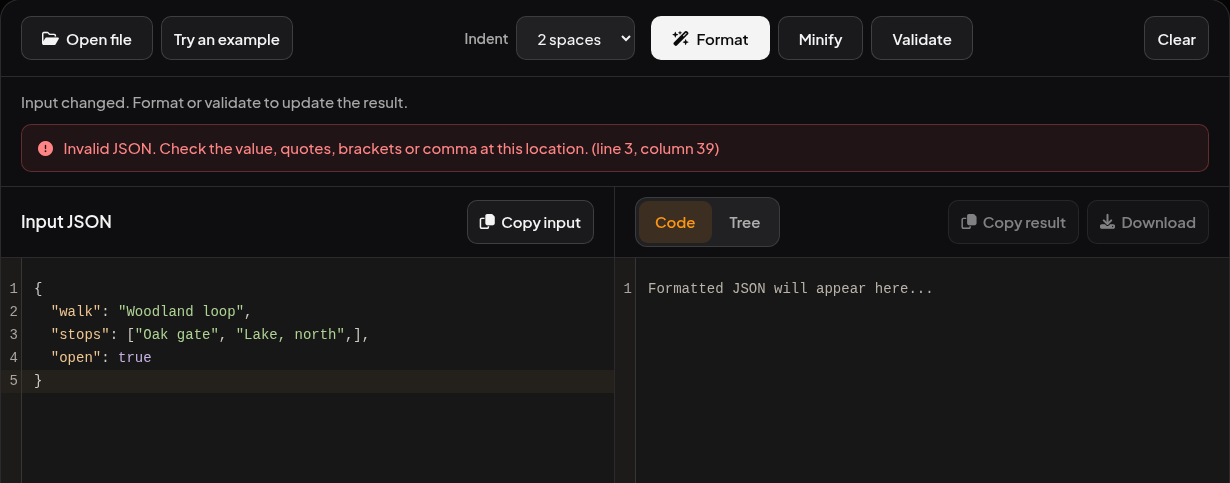 Open file Try an example Indent 2 spaces Format Minify Validate Clear
Input changed. Format or validate to update the result.
Invalid JSON. Check the value, quotes, brackets or comma at this location. (line 3, column 39)
Input JSON Copy input Code Tree Copy result Download
1 {
2   "walk": "Woodland loop",
3   "stops": ["Oak gate", "Lake, north",],
4   "open": true
5 }
1 Formatted JSON will appear here...